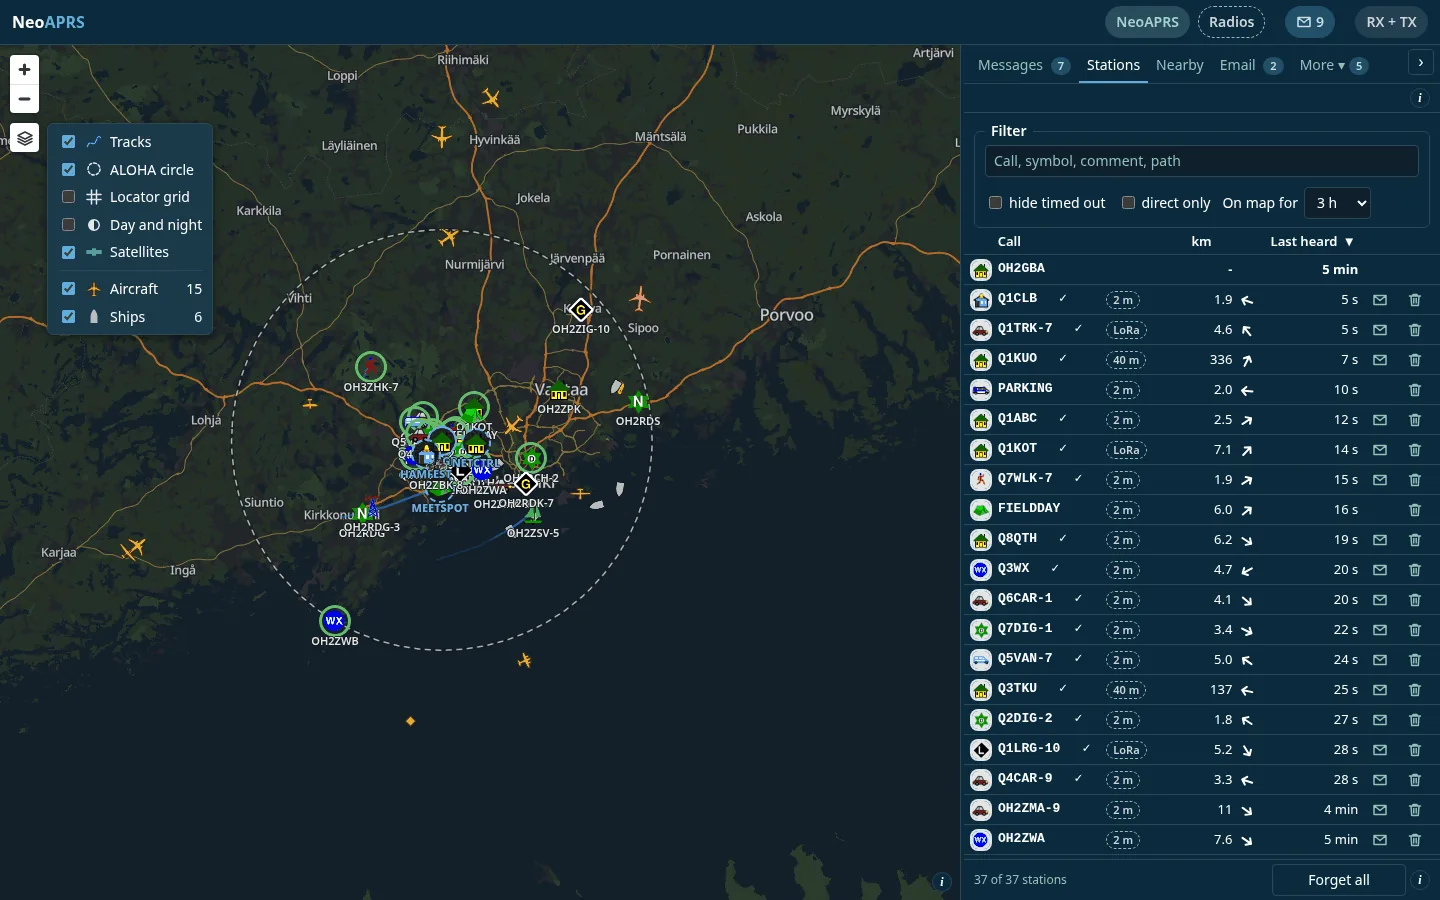 NeoAPRS
NeoAPRS
Radios
9
RX + TX
Messages 7
Stations
Nearby
Email 2
More ▾ 5
Filter
Call, symbol, comment, path
hide timed out
direct only
On map for
3 h
Call km Last heard ▼
OH2GBA - 5 min
Q1CLB ✓ 2 m 1.9 5 s
Q1TRK-7 ✓ LoRa 4.6 5 s
Q1KUO ✓ 40 m 336 7 s
PARKING 2 m 2.0 10 s
Q1ABC ✓ 2 m 2.5 12 s
Q1KOT ✓ LoRa 7.1 14 s
Q7WLK-7 ✓ 2 m 1.9 15 s
FIELDDAY 2 m 6.0 16 s
Q8QTH ✓ 2 m 6.2 19 s
Q3WX ✓ 2 m 4.7 20 s
Q6CAR-1 ✓ 2 m 4.1 20 s
Q7DIG-1 ✓ 2 m 3.4 22 s
Q5VAN-7 ✓ 2 m 5.0 24 s
Q3TKU ✓ 40 m 137 25 s
Q2DIG-2 ✓ 2 m 1.8 27 s
Q1LRG-10 ✓ LoRa 5.2 28 s
Q4CAR-9 ✓ 2 m 3.3 28 s
OH2ZMA-9 2 m 11 4 min
OH2ZWA 2 m 7.6 5 min
37 of 37 stations
Forget all
+
−
Tracks
ALOHA circle
Locator grid
Day and night
Satellites
Aircraft 15
Ships 6
Artjärvi
Riihimäki
Loppi
Myrskylä
Pukkila
Mäntsälä
Hyvinkää
Läyliäinen
Jokela
Karkkila
Askola
Pornainen
Järvenpää
Nurmijärvi
Vihti
G
OH2ZIG-10
Sipoo
Porvoo
OH3ZHK-7
OH2ZPK
N
OH2RDS
Lohja
Q1KOT
NETCTRL
HAMFEST
WX
OH2ZWA
G
OH2RDK-7
MEETSPOT
Siuntio
N
OH2RDG-3
OH2RDG
OH2ZSV-5
Karjaa
Ingå
WX
OH2ZWB